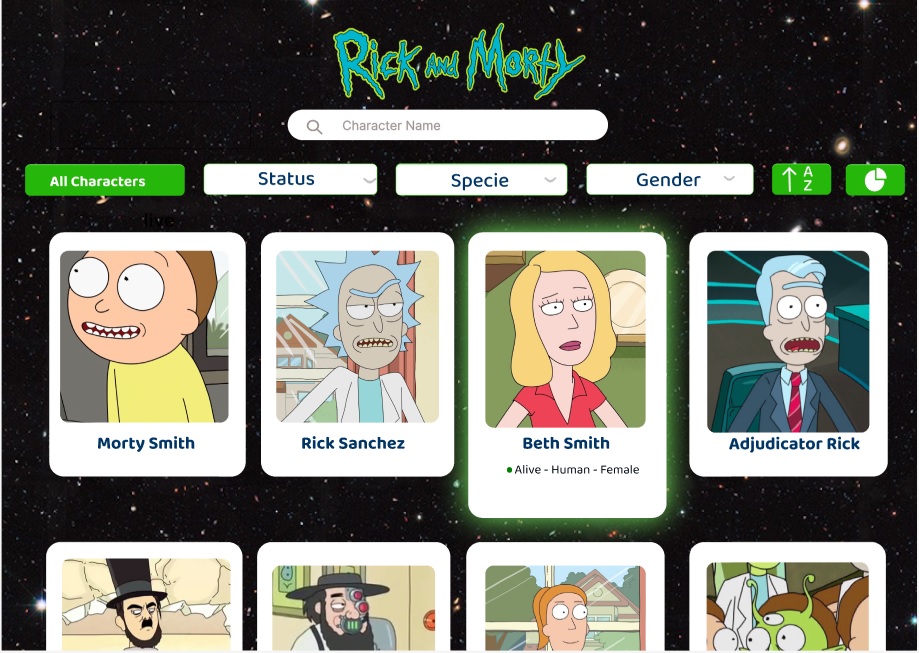 Rick and Morty
Character Name
All Characters
Status
Specie
Gender
A
Z
live
Morty Smith
Rick Sanchez
Beth Smith
Adjudicator Rick
Alive - Human - Female